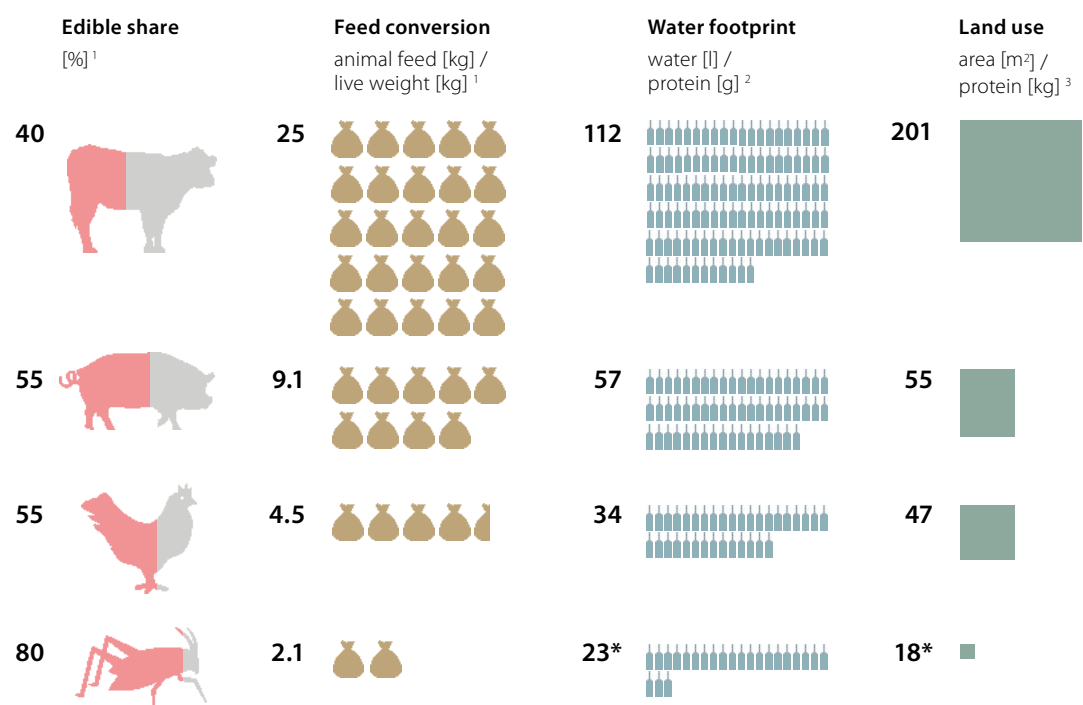 Edible share
[%] 1
Feed conversion
animal feed [kg] /
live weight [kg] 1
Water footprint
water [l] /
protein [g] 2
Land use
area [m2] /
protein [kg] 3
40 25 112 201
55 9.1 57 55
55 4.5 34 47
80 2.1 23* 18*